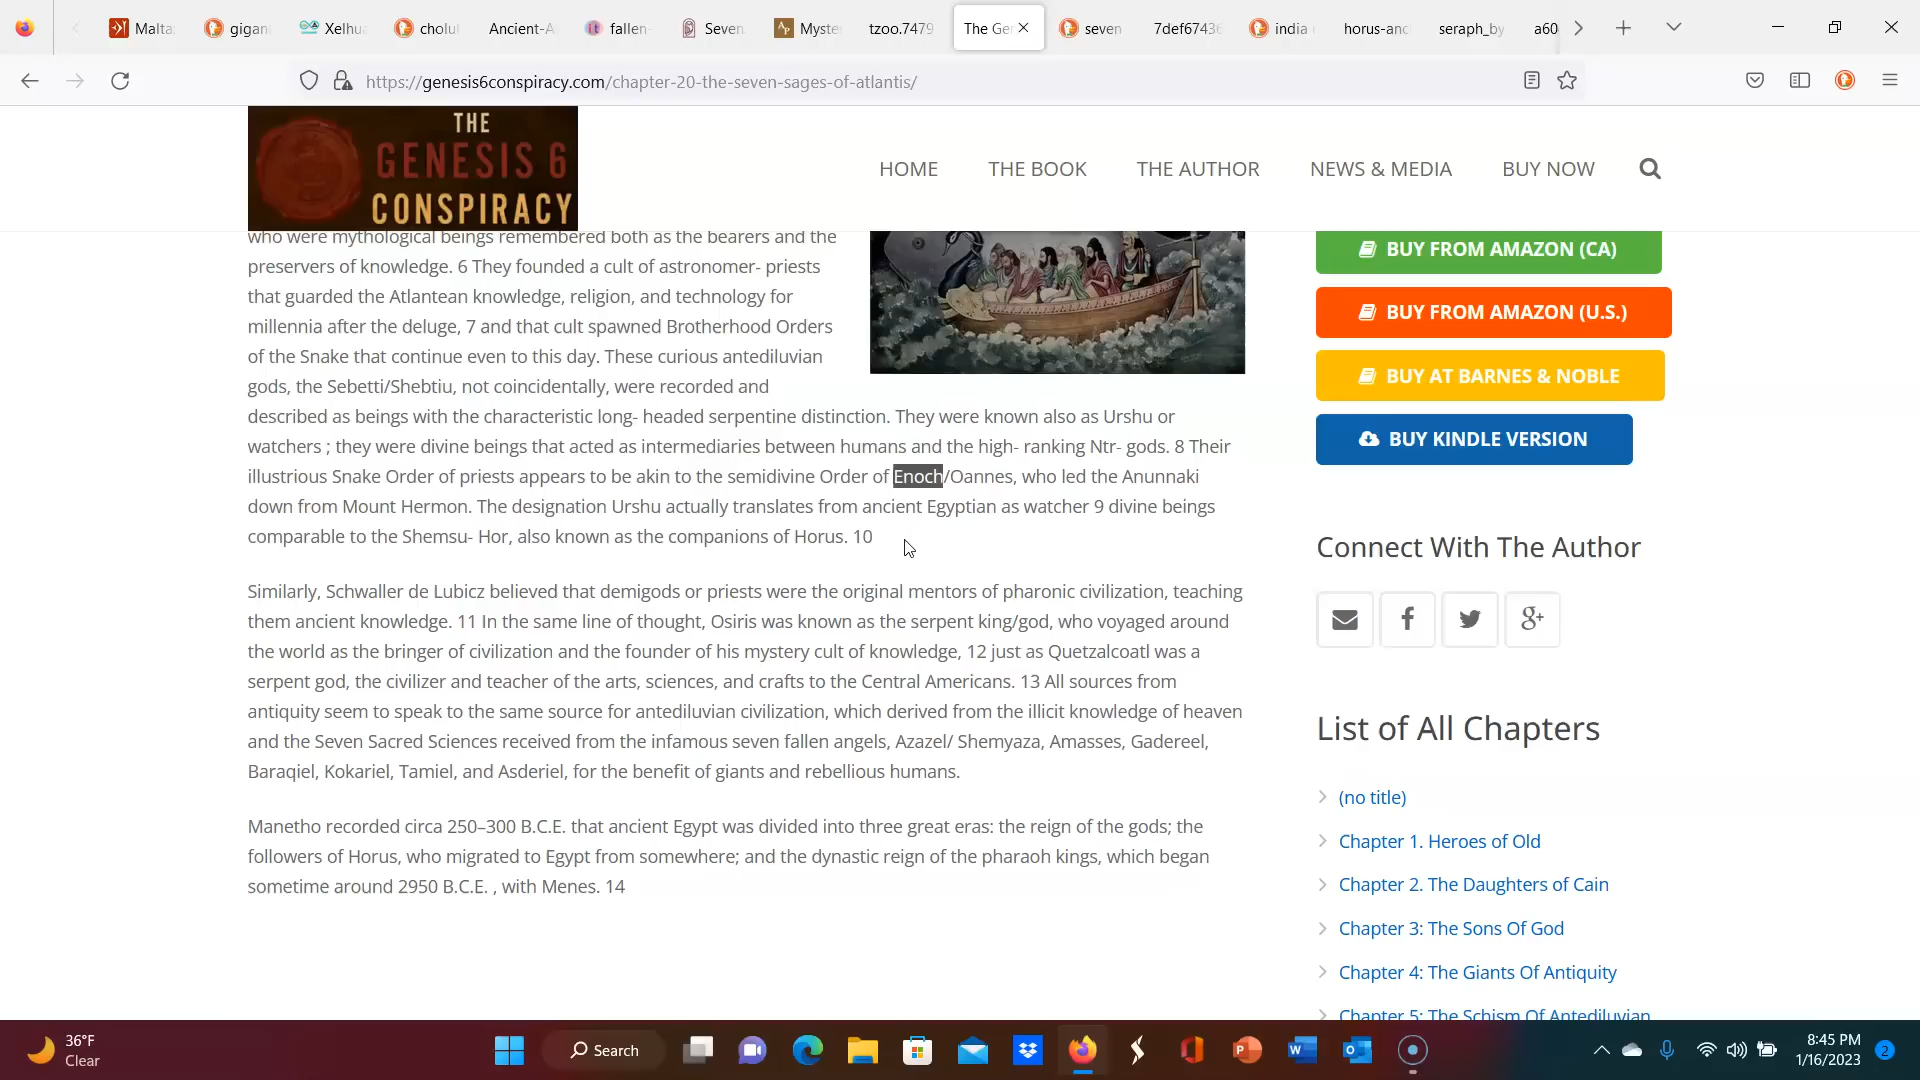 Malta:
gigan
Xelhu
cholul
Ancient-A
fallen-
Seven
Myste
tzoo.7479
The Ge
seven
7def6743
india
horus-anc
seraph_by
a60
https://genesis6conspiracy.com/chapter-20-the-seven-sages-of-atlantis/
THE
GENESIS 6
CONSPIRACY
HOME
THE BOOK
THE AUTHOR
NEWS & MEDIA
BUY NOW
who were mythological beings remembered both as the bearers and the
preservers of knowledge. 6 They founded a cult of astronomer- priests
that guarded the Atlantean knowledge, religion, and technology for
millennia after the deluge, 7 and that cult spawned Brotherhood Orders
of the Snake that continue even to this day. These curious antediluvian
gods, the Sebetti/Shebtiu, not coincidentally, were recorded and
described as beings with the characteristic long- headed serpentine distinction. They were known also as Urshu or
watchers ; they were divine beings that acted as intermediaries between humans and the high- ranking Ntr- gods. 8 Their
illustrious Snake Order of priests appears to be akin to the semidivine Order of Enoch/Oannes, who led the Anunnaki
down from Mount Hermon. The designation Urshu actually translates from ancient Egyptian as watcher 9 divine beings
comparable to the Shemsu- Hor, also known as the companions of Horus. 10
Similarly, Schwaller de Lubicz believed that demigods or priests were the original mentors of pharonic civilization, teaching
them ancient knowledge. 11 In the same line of thought, Osiris was known as the serpent king/god, who voyaged around
the world as the bringer of civilization and the founder of his mystery cult of knowledge, 12 just as Quetzalcoatl was a
serpent god, the civilizer and teacher of the arts, sciences, and crafts to the Central Americans. 13 All sources from
antiquity seem to speak to the same source for antediluvian civilization, which derived from the illicit knowledge of heaven
and the Seven Sacred Sciences received from the infamous seven fallen angels, Azazel/ Shemyaza, Amasses, Gadereel,
Baraqiel, Kokariel, Tamiel, and Asderiel, for the benefit of giants and rebellious humans.
Manetho recorded circa 250–300 B.C.E. that ancient Egypt was divided into three great eras: the reign of the gods; the
followers of Horus, who migrated to Egypt from somewhere; and the dynastic reign of the pharaoh kings, which began
sometime around 2950 B.C.E. , with Menes. 14
BUY FROM AMAZON (CA)
BUY FROM AMAZON (U.S.)
BUY AT BARNES & NOBLE
BUY KINDLE VERSION
Connect With The Author
List of All Chapters
(no title)
Chapter 1. Heroes of Old
Chapter 2. The Daughters of Cain
Chapter 3: The Sons Of God
Chapter 4: The Giants Of Antiquity
Chapter 5: The Schism Of Antediluvian
36°F
Clear
Search
8:45 PM
1/16/2023
2